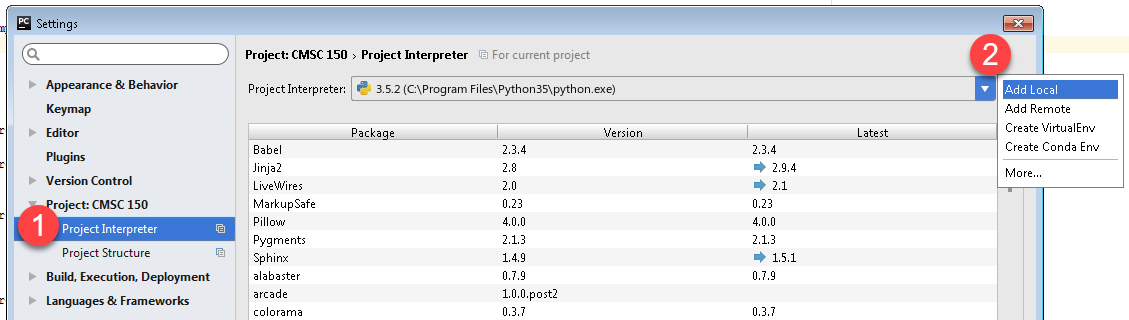 PC Settings
Project: CMSC 150 › Project Interpreter For current project
2
Project Interpreter: 3.5.2 (C:\Program Files\Python35\python.exe)
Add Local
Add Remote
Create VirtualEnv
Create Conda Env
More...
Appearance & Behavior
Keymap
Editor
Plugins
Version Control
Project: CMSC 150
1
Project Interpreter
Project Structure
Build, Execution, Deployment
Languages & Frameworks
Package Version Latest
Babel 2.3.4 2.3.4
Jinja2 2.8 2.9.4
LiveWires 2.0 2.1
MarkupSafe 0.23 0.23
Pillow 4.0.0 4.0.0
Pygments 2.1.3 2.1.3
Sphinx 1.4.9 1.5.1
alabaster 0.7.9 0.7.9
arcade 1.0.0.post2
colorama 0.3.7 0.3.7